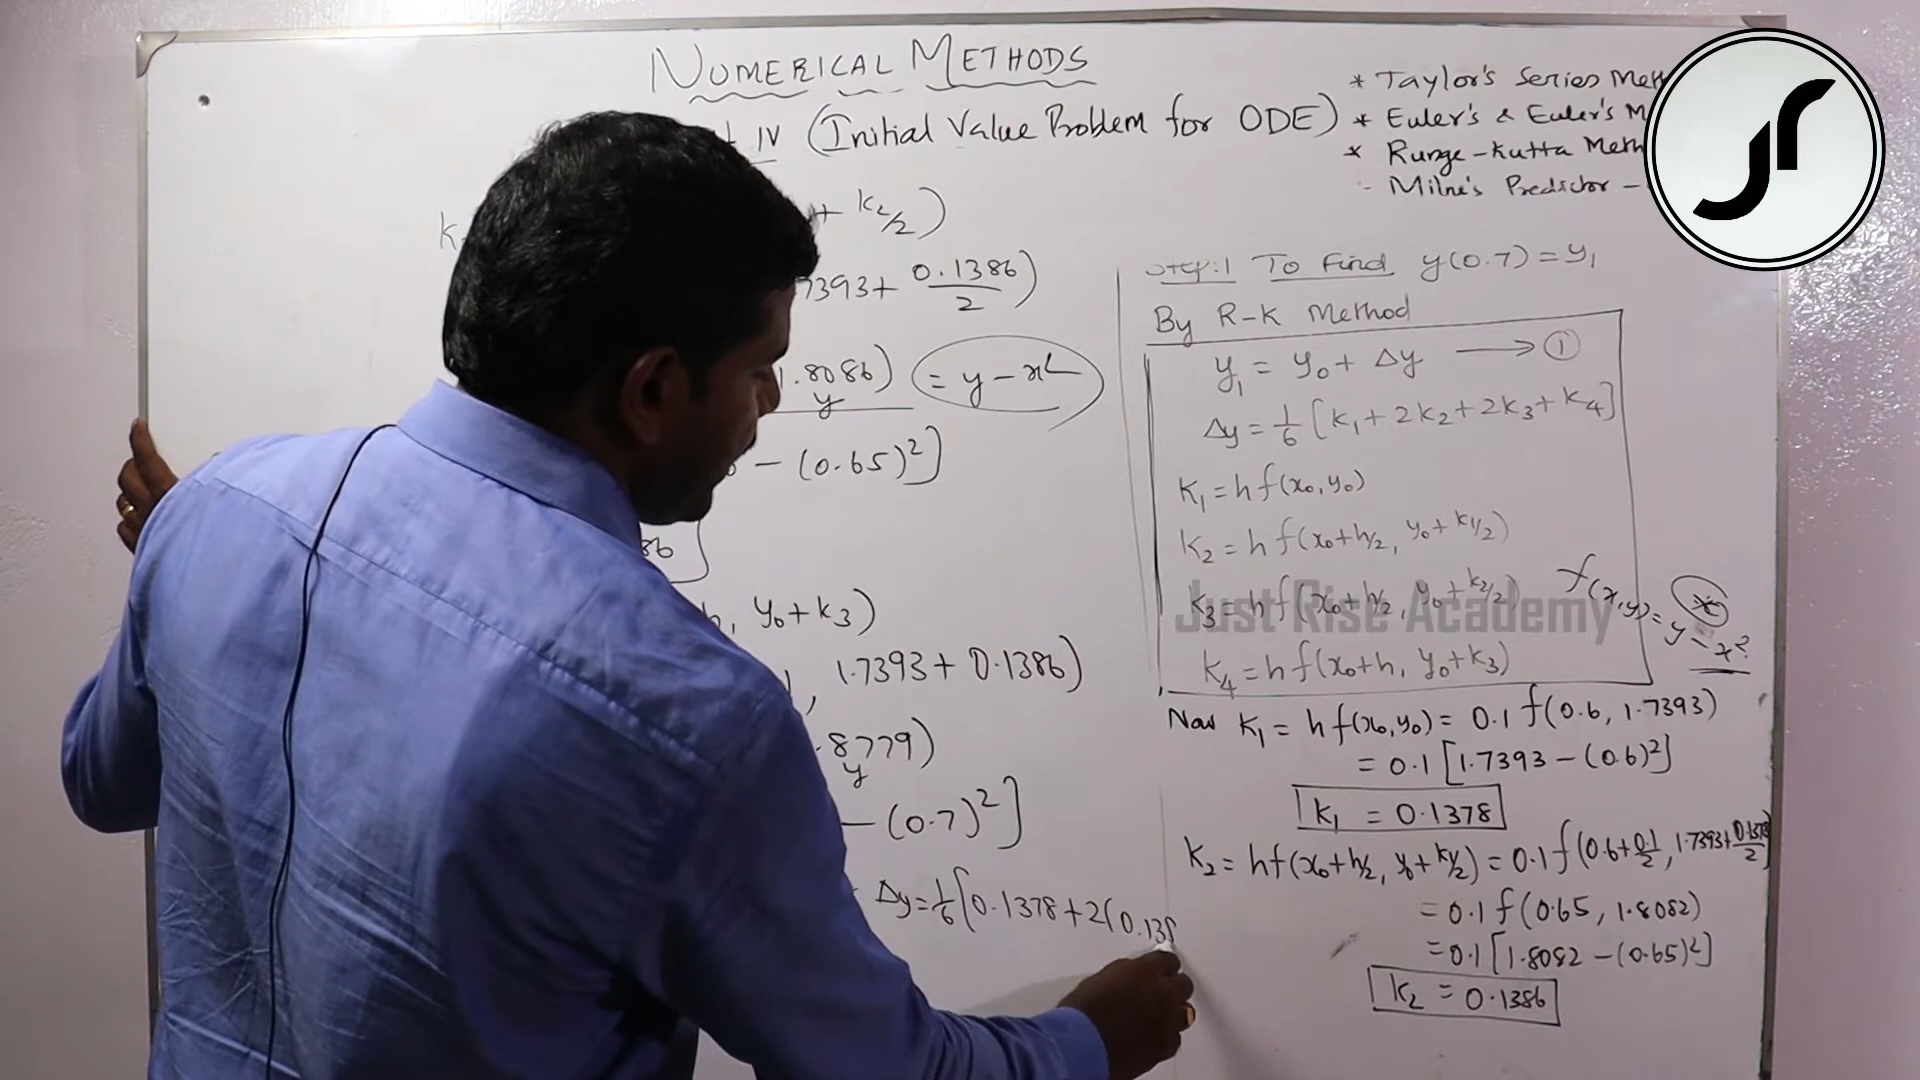 NUMERICAL METHODS
IV (Initial Value Problem for ODE)
* Taylor's Series
* Euler's & Euler's
* Runge-Kutta
Milne's Predictor -
+ k₂/2)
7393 + 0.1386/2)
1.8086) = y - x²
y
- (0.65)²]
86
, y₀ + k₃)
, 1.7393 + 0.1386)
.8779)
y
- (0.7)²]
Δy = 1/6 [0.1378 + 2(0.138
Step:1 To Find y(0.7) = y₁
By R-K Method
y₁ = y₀ + Δy → ①
Δy = 1/6 [k₁ + 2k₂ + 2k₃ + k₄]
k₁ = h f(x₀, y₀)
k₂ = h f(x₀ + h/2, y₀ + k₁/2)
k₃ = h f(x₀ + h/2, y₀ + k₂/2)
k₄ = h f(x₀ + h, y₀ + k₃)
f(x, y) = y - x²
Just Rise Academy
Now k₁ = h f(x₀, y₀) = 0.1 f(0.6, 1.7393)
= 0.1 [1.7393 - (0.6)²]
k₁ = 0.1378
k₂ = h f(x₀ + h/2, y₀ + k₁/2) = 0.1 f(0.6 + 0.1/2, 1.7393 + 0.1378/2)
= 0.1 f(0.65, 1.8082)
= 0.1 [1.8082 - (0.65)²]
k₂ = 0.1386